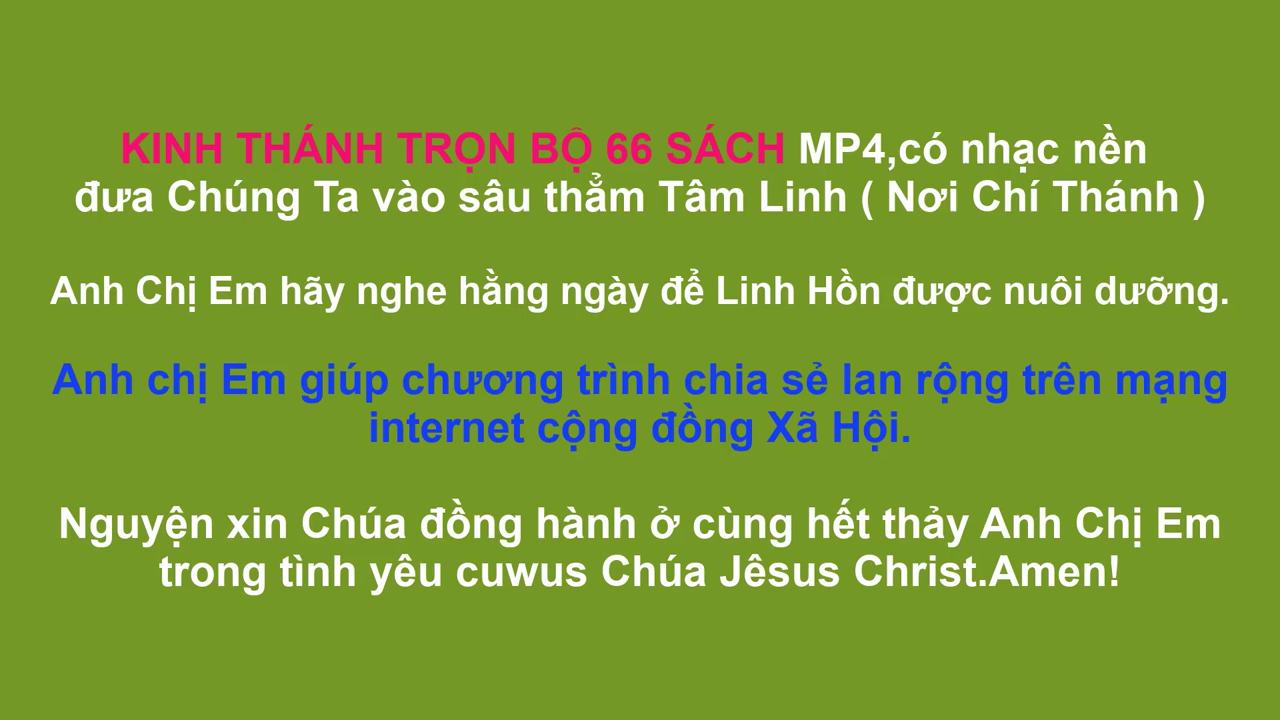 KINH THÁNH TRỌN BỘ 66 SÁCH MP4,có nhạc nền
đưa Chúng Ta vào sâu thẳm Tâm Linh ( Nơi Chí Thánh )
Anh Chị Em hãy nghe hằng ngày để Linh Hồn được nuôi dưỡng.
Anh chị Em giúp chương trình chia sẻ lan rộng trên mạng
internet cộng đồng Xã Hội.
Nguyện xin Chúa đồng hành ở cùng hết thảy Anh Chị Em
trong tình yêu cuwus Chúa Jêsus Christ.Amen!